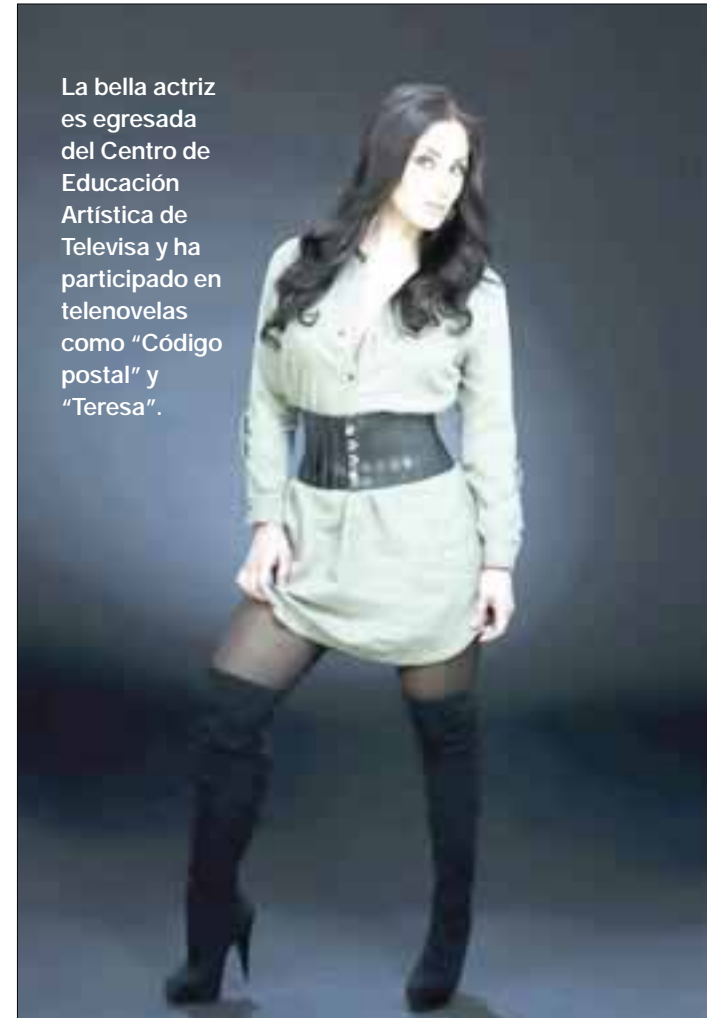 La bella actriz
es egresada
del Centro de
Educación
Artística de
Televisa y ha
participado en
telenovelas
como “Código
postal” y
“Teresa”.